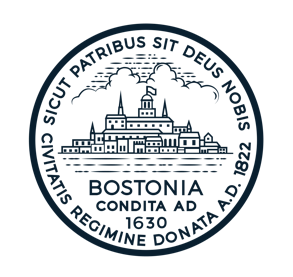 SICUT PATRIBUS SIT DEUS NOBIS
CIVITATIS REGIMINE DONATA A.D. 1822
BOSTONIA
CONDITA AD
1630